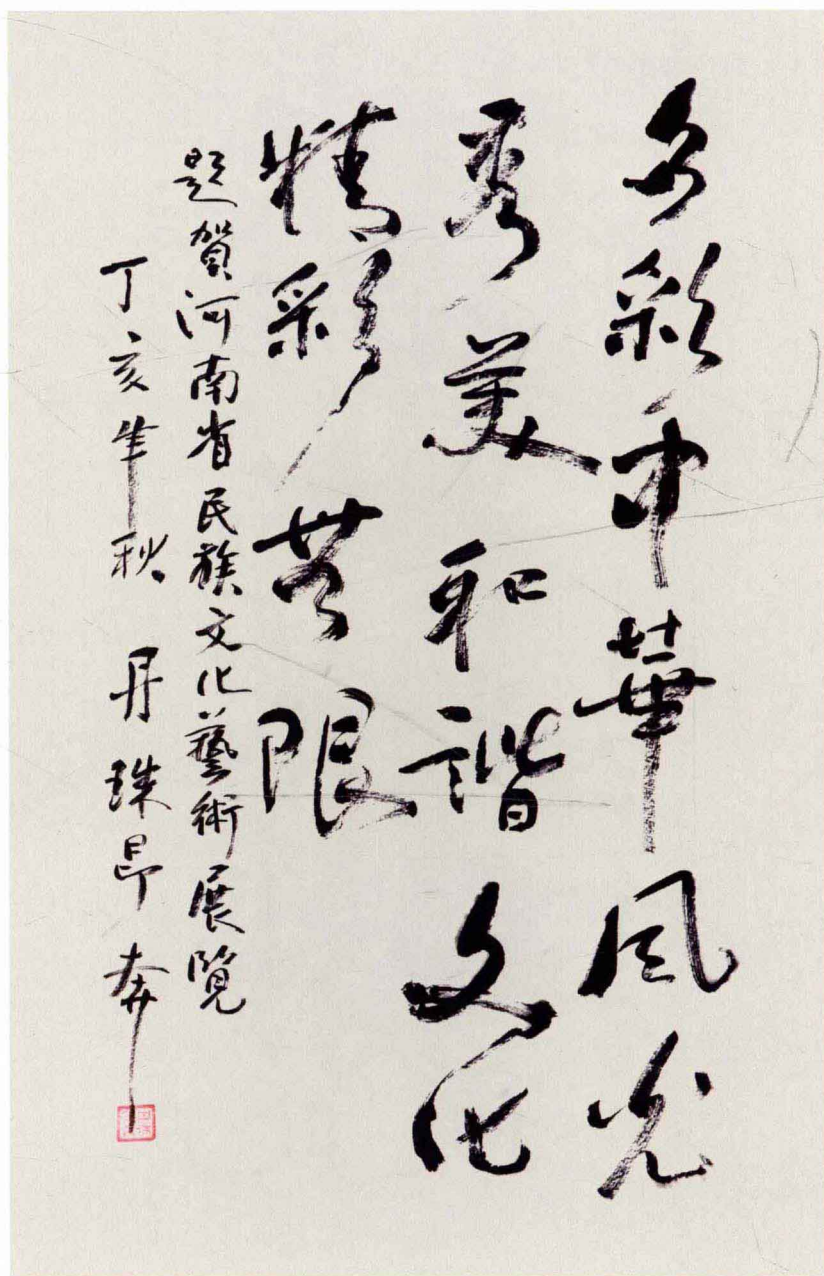 多彩中華風光
秀美和諧文化
精彩無限
題賀河南省民族文化藝術展覽
丁亥年秋 丹珠昂奔